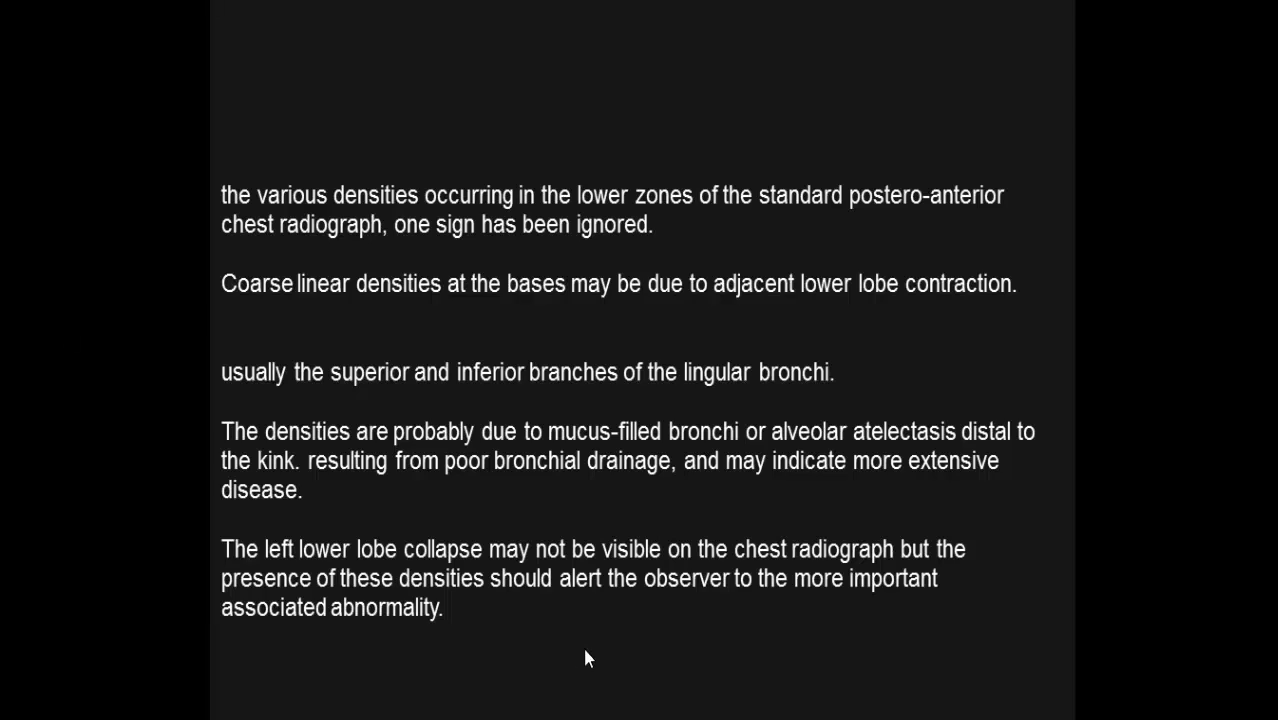 the various densities occurring in the lower zones of the standard postero-anterior
chest radiograph, one sign has been ignored.
Coarse linear densities at the bases may be due to adjacent lower lobe contraction.
usually the superior and inferior branches of the lingular bronchi.
The densities are probably due to mucus-filled bronchi or alveolar atelectasis distal to
the kink. resulting from poor bronchial drainage, and may indicate more extensive
disease.
The left lower lobe collapse may not be visible on the chest radiograph but the
presence of these densities should alert the observer to the more important
associated abnormality.